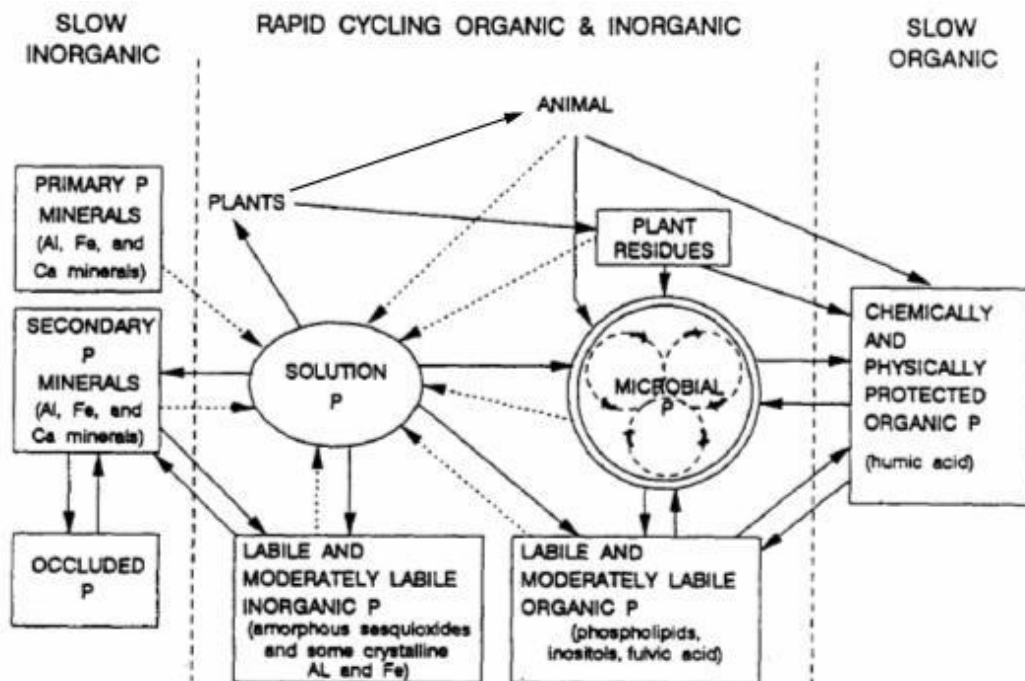 SLOW
INORGANIC
RAPID CYCLING ORGANIC & INORGANIC
SLOW
ORGANIC
ANIMAL
PRIMARY P
MINERALS
(Al, Fe, and
Ca minerals)
PLANTS
PLANT
RESIDUES
SECONDARY
P
MINERALS
(Al, Fe, and
Ca minerals)
SOLUTION
P
MICROBIAL
P
CHEMICALLY
AND
PHYSICALLY
PROTECTED
ORGANIC P
(humic acid)
OCCLUDED
P
LABILE AND
MODERATELY LABILE
INORGANIC P
(amorphous sesquioxides
and some crystalline
AL and Fe)
LABILE AND
MODERATELY LABILE
ORGANIC P
(phospholipids,
inositols, fulvic acid)